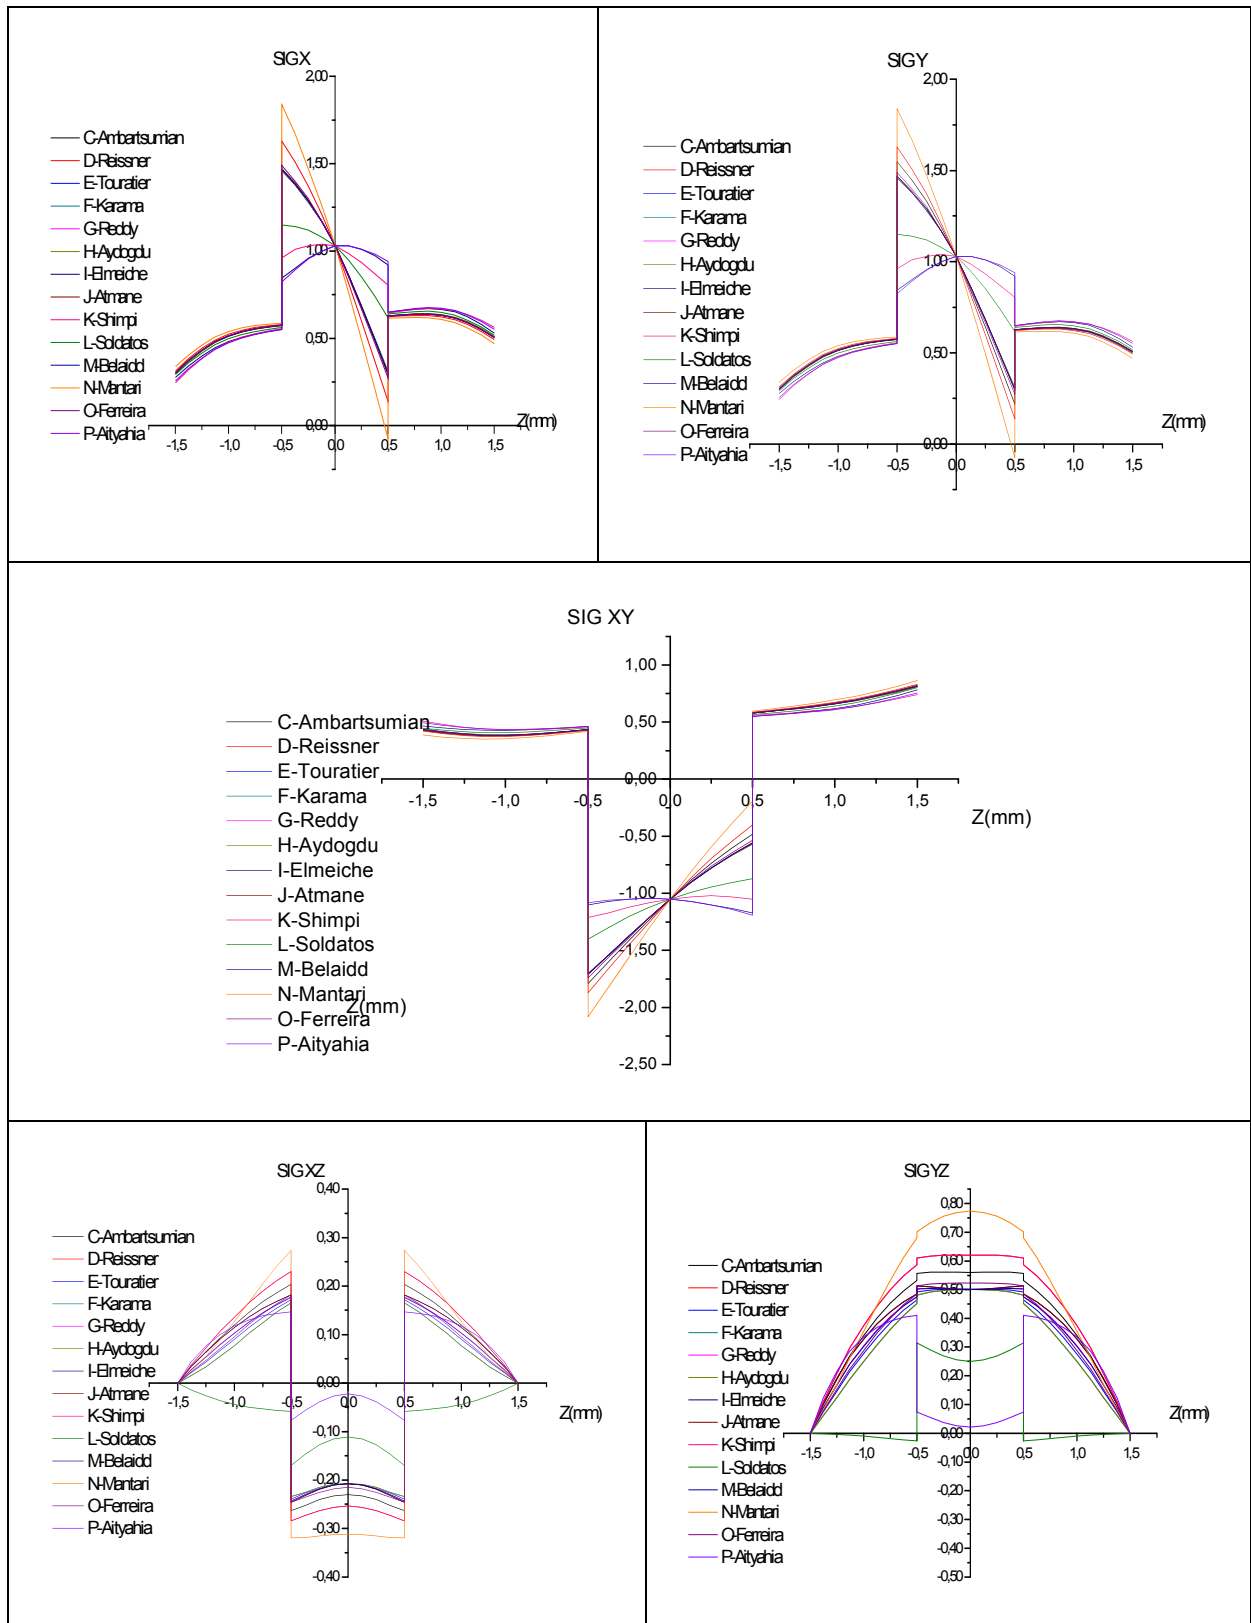 SIGX
2,00
1,50
1,00
0,50
0,00
-1,5
-1,0
-0,5
0,0
0,5
1,0
1,5
Z(mm)
C-Ambartsumian
D-Reissner
E-Touratier
F-Karama
G-Reddy
H-Aydogdu
I-Elmeiche
J-Atmane
K-Shimpi
L-Soldatos
M-Belaidd
N-Mantari
O-Ferreira
P-Aityahia
SIGY
2,00
1,50
1,00
0,50
0,00
-1,5
-1,0
-0,5
0,0
0,5
1,0
1,5
Z(mm)
C-Ambartsumian
D-Reissner
E-Touratier
F-Karama
G-Reddy
H-Aydogdu
I-Elmeiche
J-Atmane
K-Shimpi
L-Soldatos
M-Belaidd
N-Mantari
O-Ferreira
P-Aityahia
SIG XY
1,00
0,50
0,00
-0,50
-1,00
-1,50
-2,00
-2,50
-1,5
-1,0
-0,5
0,0
0,5
1,0
1,5
Z(mm)
C-Ambartsumian
D-Reissner
E-Touratier
F-Karama
G-Reddy
H-Aydogdu
I-Elmeiche
J-Atmane
K-Shimpi
L-Soldatos
M-Belaidd
N-Mantari
Z(mm)
O-Ferreira
P-Aityahia
SIGXZ
0,40
0,30
0,20
0,10
0,00
-0,10
-0,20
-0,30
-0,40
-1,5
-1,0
-0,5
0,0
0,5
1,0
1,5
Z(mm)
C-Ambartsumian
D-Reissner
E-Touratier
F-Karama
G-Reddy
H-Aydogdu
I-Elmeiche
J-Atmane
K-Shimpi
L-Soldatos
M-Belaidd
N-Mantari
O-Ferreira
P-Aityahia
SIGYZ
0,80
0,70
0,60
0,50
0,40
0,30
0,20
0,10
0,00
-0,10
-0,20
-0,30
-0,40
-0,50
-1,5
-1,0
-0,5
0,0
0,5
1,0
1,5
Z(mm)
C-Ambartsumian
D-Reissner
E-Touratier
F-Karama
G-Reddy
H-Aydogdu
I-Elmeiche
J-Atmane
K-Shimpi
L-Soldatos
M-Belaidd
N-Mantari
O-Ferreira
P-Aityahia